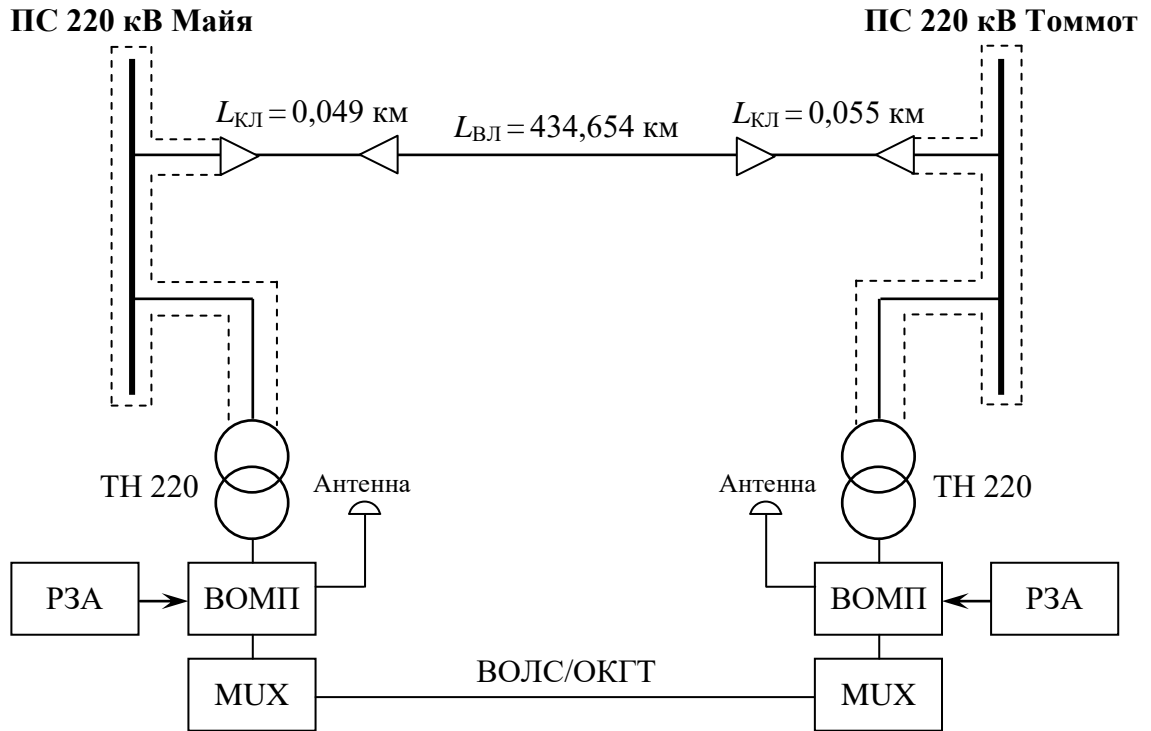 ПС 220 кВ Майя
ПС 220 кВ Томмот
LКЛ = 0,049 км
LВЛ = 434,654 км
LКЛ = 0,055 км
ТН 220
Антенна
Антенна
ТН 220
РЗА
ВОМП
ВОМП
РЗА
MUX
ВОЛС/ОКГТ
MUX